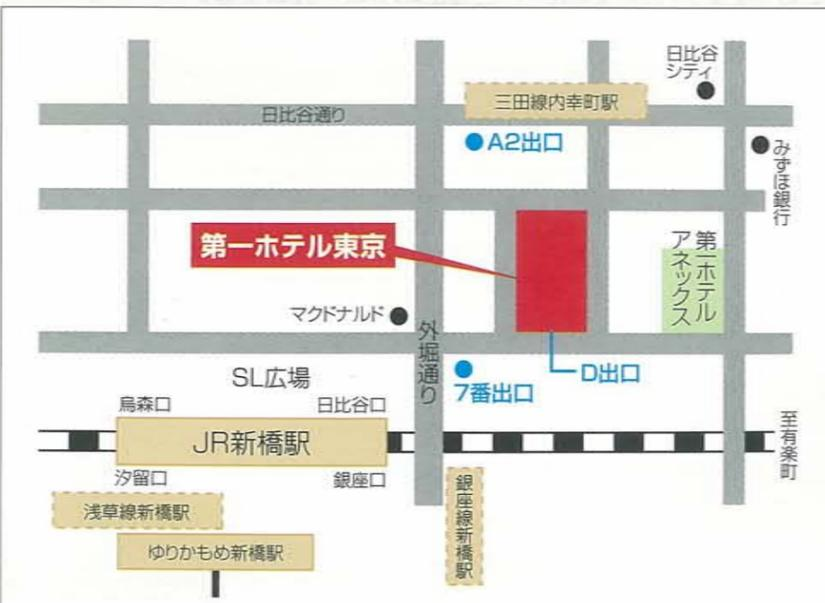 日比谷
シティ
三田線内幸町駅
日比谷通り
A2出口
みずほ銀行
第一ホテル東京
第一ホテル
アネックス
マクドナルド
外堀通り
SL広場
7番出口
D出口
烏森口
日比谷口
JR新橋駅
至有楽町
汐留口
銀座口
浅草線新橋駅
銀座線新橋駅
ゆりかもめ新橋駅